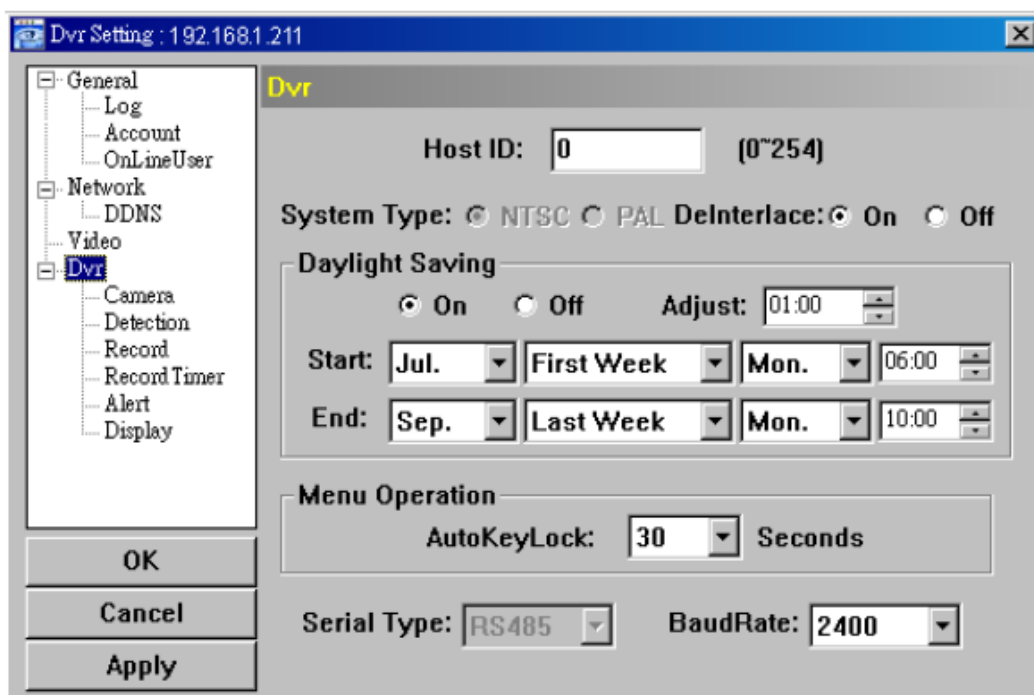 Dvr Setting : 192.168.1.211
General
Log
Account
OnLineUser
Network
DDNS
Video
Dvr
Camera
Detection
Record
Record Timer
Alert
Display
OK
Cancel
Apply
Dvr
Host ID: 0 (0~254)
System Type: NTSC PAL DeInterlace: On Off
Daylight Saving
On Off Adjust: 01:00
Start: Jul. First Week Mon. 06:00
End: Sep. Last Week Mon. 10:00
Menu Operation
AutoKeyLock: 30 Seconds
Serial Type: RS485 BaudRate: 2400